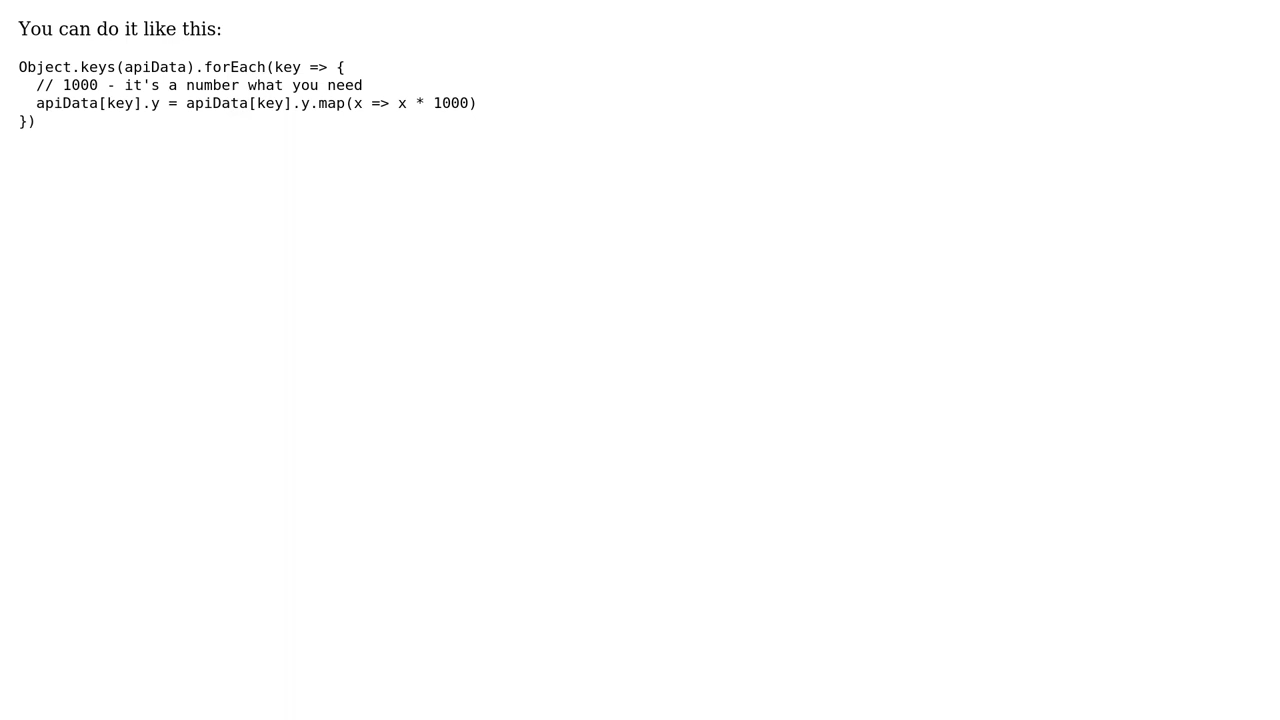 You can do it like this:
Object.keys(apiData).forEach(key => {
  // 1000 - it's a number what you need
  apiData[key].y = apiData[key].y.map(x => x * 1000)
})